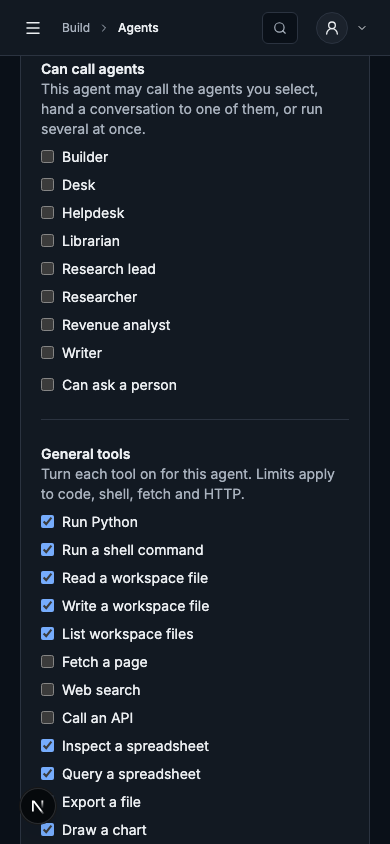 Build > Agents
Can call agents
This agent may call the agents you select,
hand a conversation to one of them, or run
several at once.
Builder
Desk
Helpdesk
Librarian
Research lead
Researcher
Revenue analyst
Writer
Can ask a person
General tools
Turn each tool on for this agent. Limits apply
to code, shell, fetch and HTTP.
Run Python
Run a shell command
Read a workspace file
Write a workspace file
List workspace files
Fetch a page
Web search
Call an API
Inspect a spreadsheet
Query a spreadsheet
N
Export a file
Draw a chart